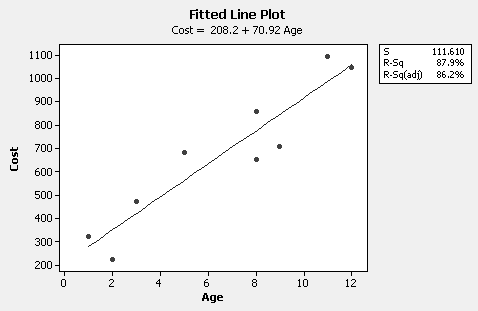 Fitted Line Plot
Cost = 208.2 + 70.92 Age
S 111.610
R-Sq 87.9%
R-Sq(adj) 86.2%
1100
1000
900
800
700
600
500
400
300
200
Cost
0 2 4 6 8 10 12
Age